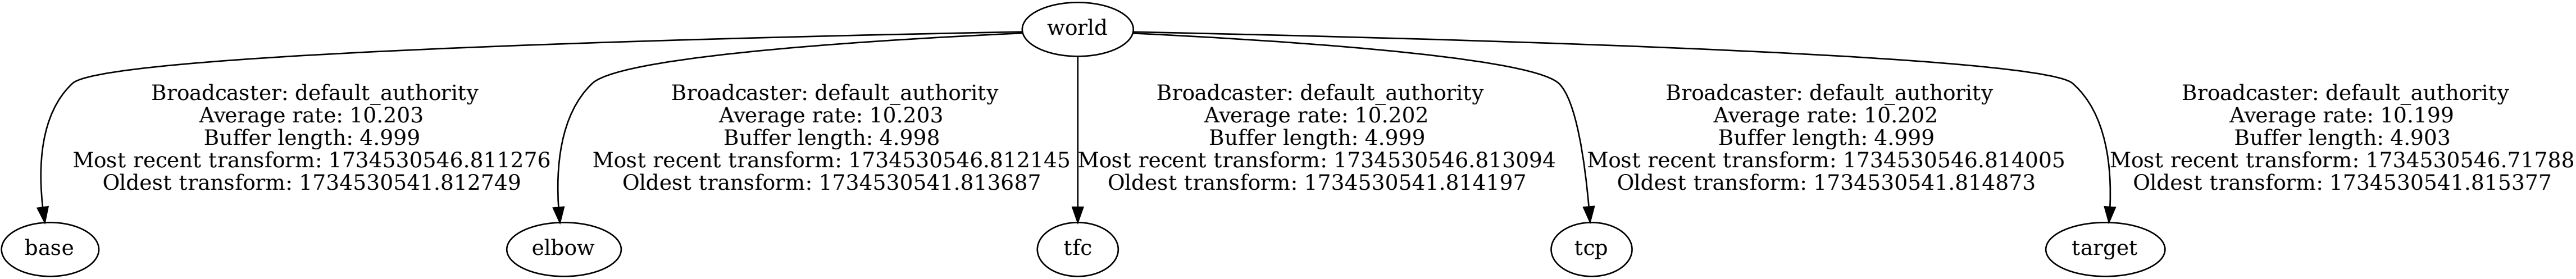 world
Broadcaster: default_authority
Average rate: 10.203
Buffer length: 4.999
Most recent transform: 1734530546.811276
Oldest transform: 1734530541.812749
Broadcaster: default_authority
Average rate: 10.203
Buffer length: 4.998
Most recent transform: 1734530546.812145
Oldest transform: 1734530541.813687
Broadcaster: default_authority
Average rate: 10.202
Buffer length: 4.999
Most recent transform: 1734530546.813094
Oldest transform: 1734530541.814197
Broadcaster: default_authority
Average rate: 10.202
Buffer length: 4.999
Most recent transform: 1734530546.814005
Oldest transform: 1734530541.814873
Broadcaster: default_authority
Average rate: 10.199
Buffer length: 4.903
Most recent transform: 1734530546.71788
Oldest transform: 1734530541.815377
base
elbow
tfc
tcp
target